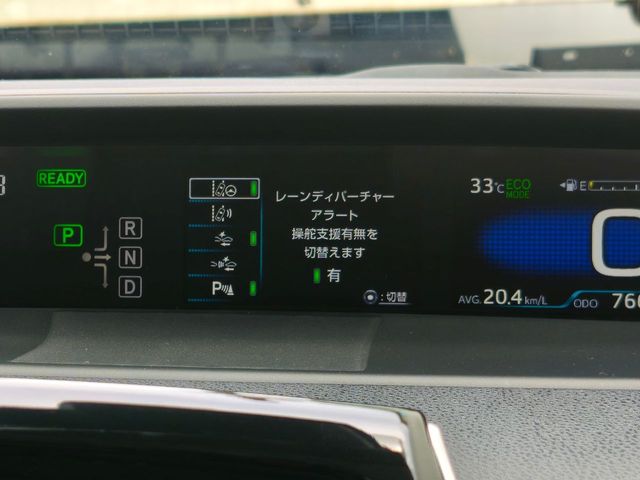 READY
P
R
N
D
P
レーンディパーチャー
アラート
操舵支援有無を
切替えます
有
:切替
33℃
ECO
MODE
E
0
AVG. 20.4 km/L
ODO 760